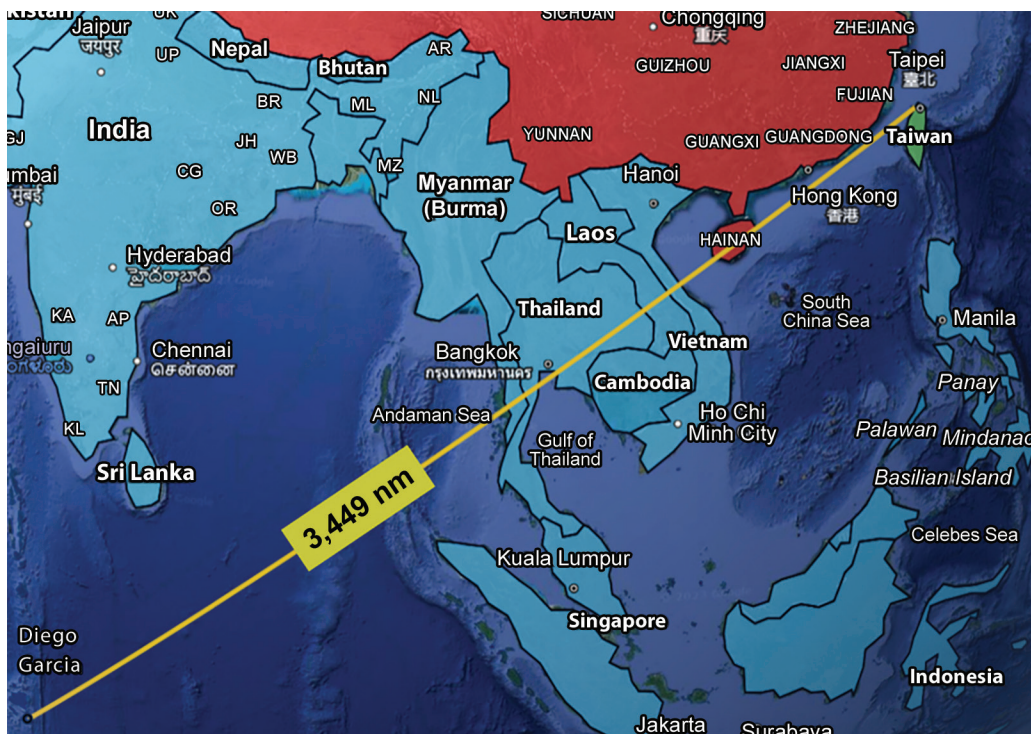 kistan
Jaipur
जयपुर
UP
Nepal
Bhutan
AR
SICHUAN
Chongqing
重庆
ZHEJIANG
GUIZHOU
JIANGXI
Taipei
臺北
FUJIAN
BR
ML
NL
India
GJ
JH
WB
MZ
CG
YUNNAN
GUANGXI
GUANGDONG
Taiwan
umbai
मुंबई
OR
Myanmar
(Burma)
Hanoi
Hong Kong
香港
Laos
HAINAN
Hyderabad
హైదరాబాద్
KA
AP
Thailand
South
China Sea
Manila
ngaluru
Chennai
சென்னை
Bangkok
กรุงเทพมหานคร
Vietnam
Cambodia
TN
Panay
KL
Andaman Sea
Ho Chi
Minh City
Palawan
Mindanao
Gulf of
Thailand
Sri Lanka
Basilian Island
3,449 nm
Celebes Sea
Kuala Lumpur
Singapore
Diego
Garcia
Indonesia
Jakarta
Surabaya